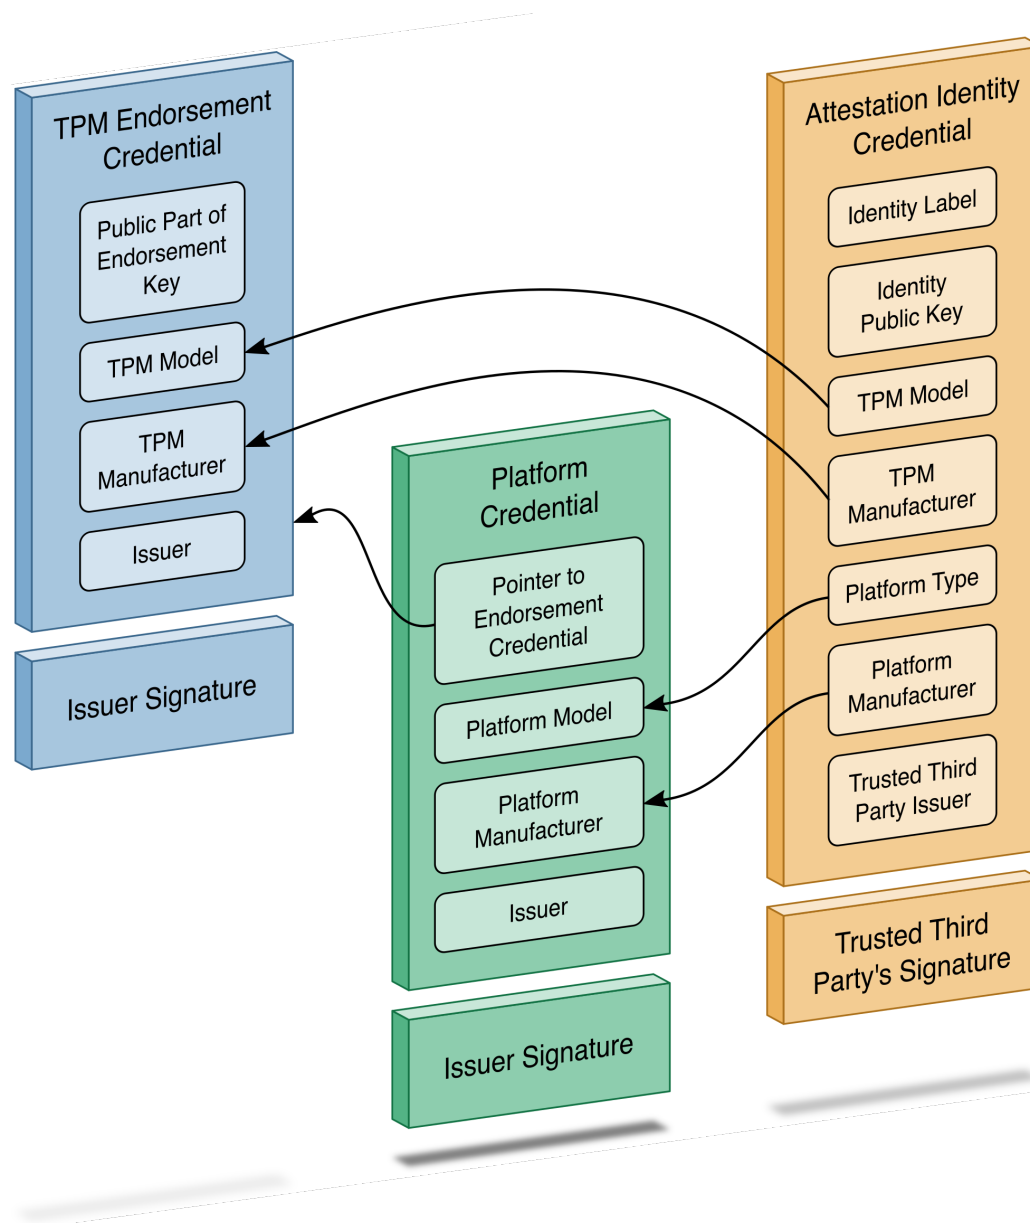 TPM Endorsement
Credential
Public Part of
Endorsement
Key
TPM Model
TPM
Manufacturer
Issuer
Issuer Signature
Platform
Credential
Pointer to
Endorsement
Credential
Platform Model
Platform
Manufacturer
Issuer
Issuer Signature
Attestation Identity
Credential
Identity Label
Identity
Public Key
TPM Model
TPM
Manufacturer
Platform Type
Platform
Manufacturer
Trusted Third
Party Issuer
Trusted Third
Party's Signature